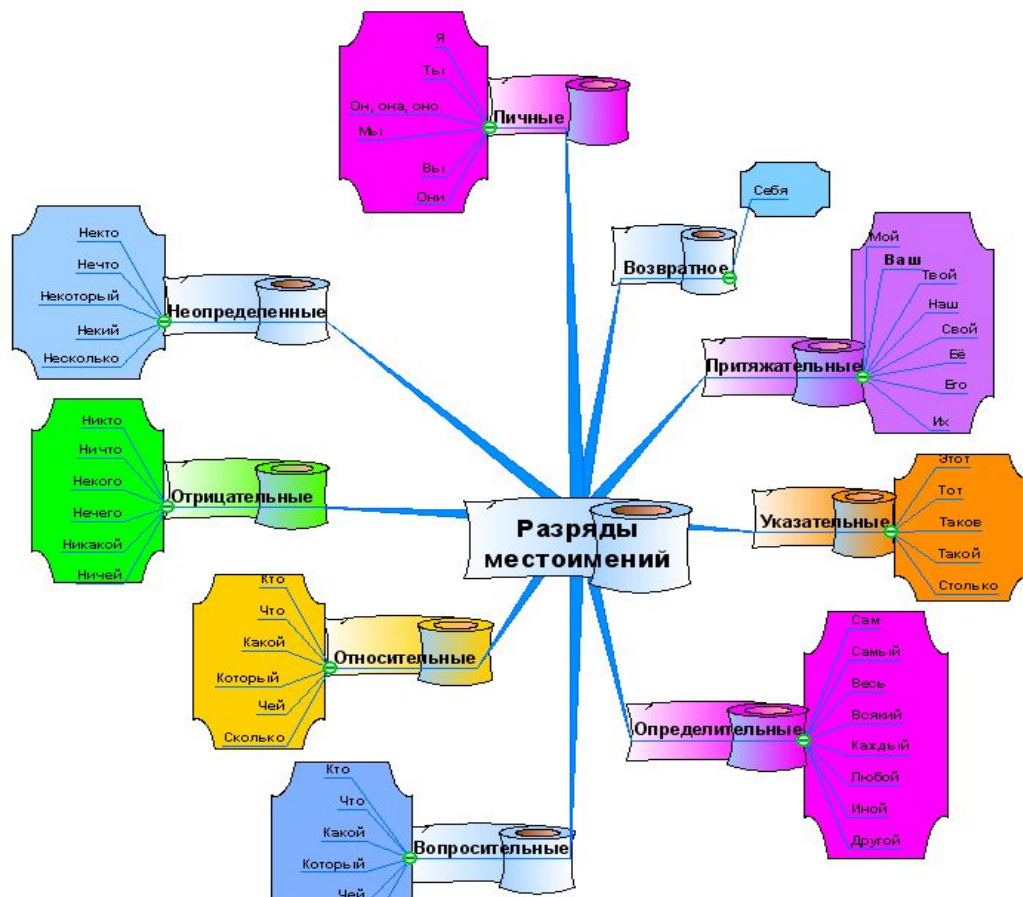 Разряды
местоимений
Личные
Я
Ты
Он, она, оно
Мы
Вы
Они
Возвратное
Себя
Притяжательные
Мой
Ваш
Твой
Наш
Свой
Её
Его
Их
Указательные
Этот
Тот
Таков
Такой
Столько
Определительные
Сам
Самый
Весь
Всякий
Каждый
Любой
Иной
Другой
Вопросительные
Кто
Что
Какой
Который
Чей
Относительные
Кто
Что
Какой
Который
Чей
Сколько
Отрицательные
Никто
Ничто
Некого
Нечего
Никакой
Ничей
Неопределенные
Некто
Нечто
Некоторый
Некий
Несколько